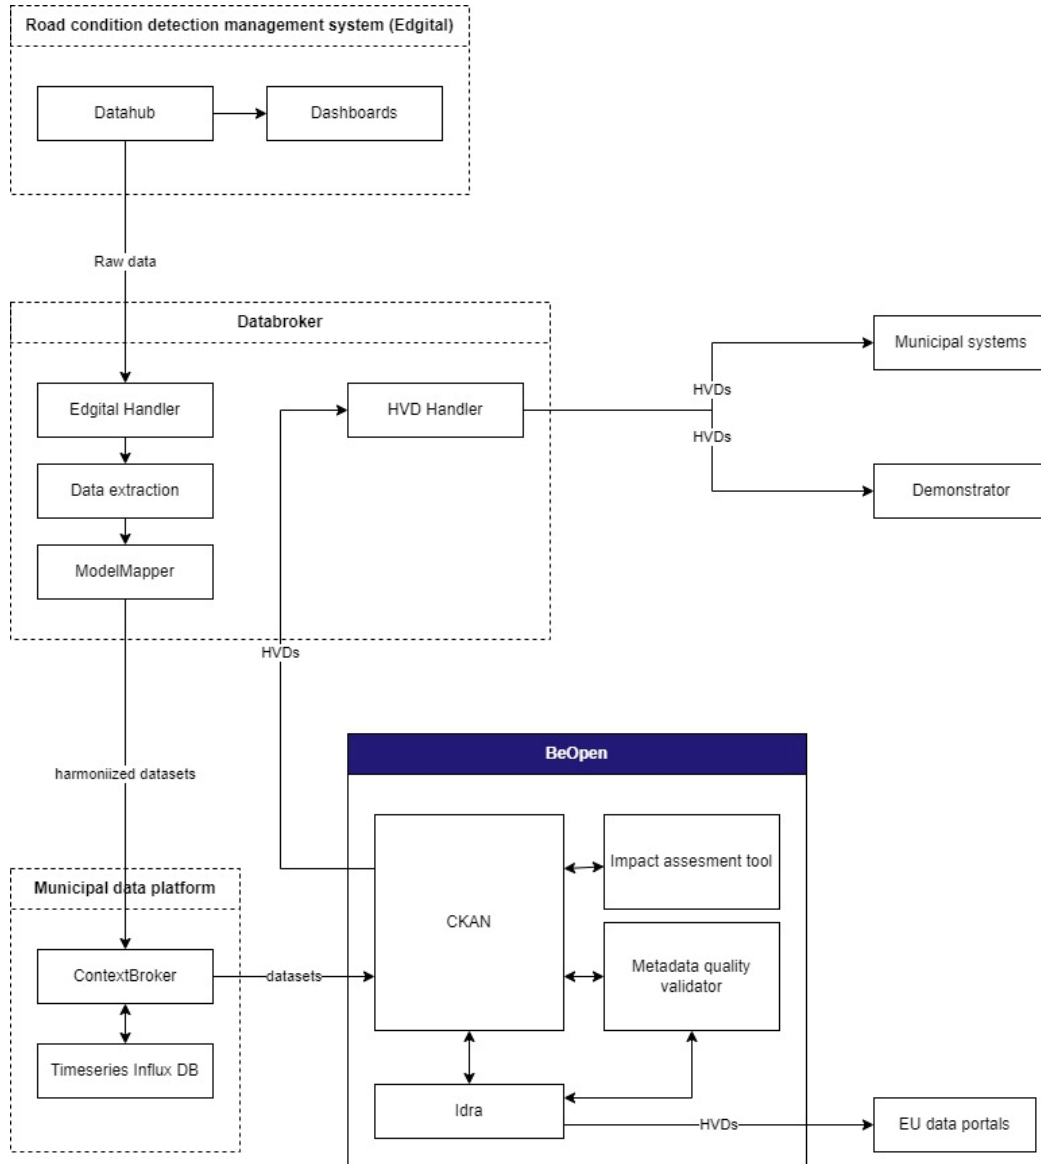 Road condition detection management system (Edgital)
Datahub
Dashboards
Raw data
Databroker
Edgital Handler
HVD Handler
Municipal systems
HVDs
HVDs
Data extraction
Demonstrator
ModelMapper
HVDs
BeOpen
harmoniized datasets
Impact assesment tool
Municipal data platform
CKAN
ContextBroker
datasets
Metadata quality
validator
Timeseries Influx DB
Idra
HVDs
EU data portals